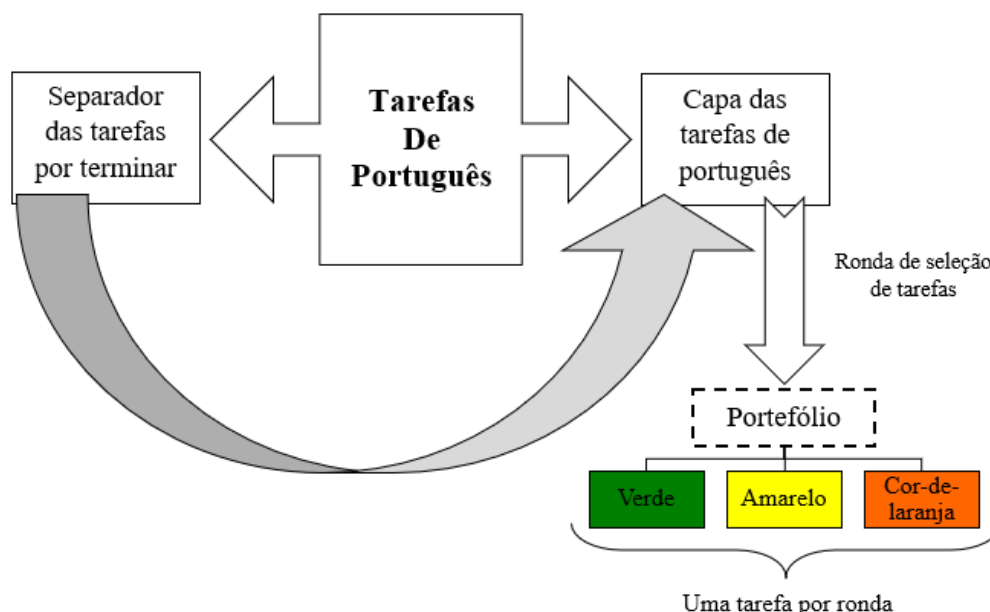 Separador
das tarefas
por terminar
Tarefas
De
Português
Capa das
tarefas de
português
Ronda de seleção
de tarefas
Portefólio
Verde
Amarelo
Cor-de-
laranja
Uma tarefa por ronda